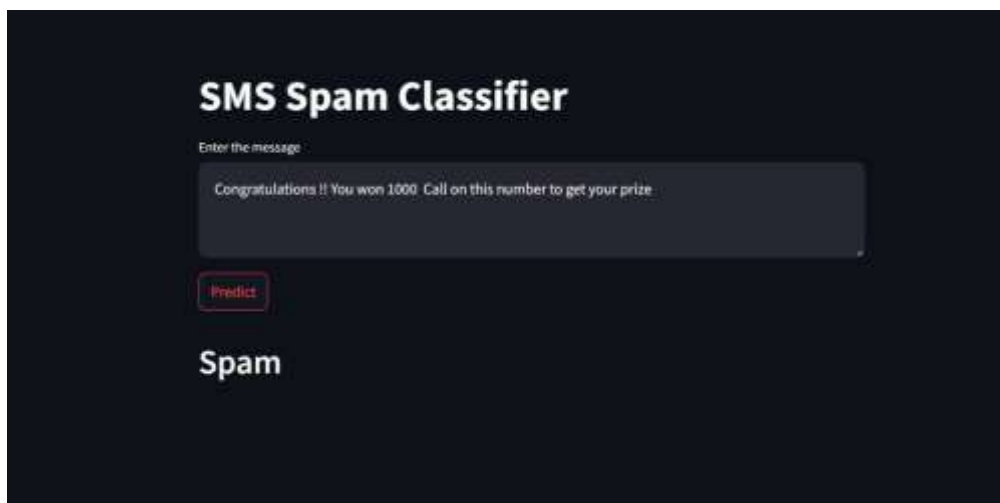 SMS Spam Classifier
Enter the message
Congratulations !! You won 1000 Call on this number to get your prize
Predict
Spam